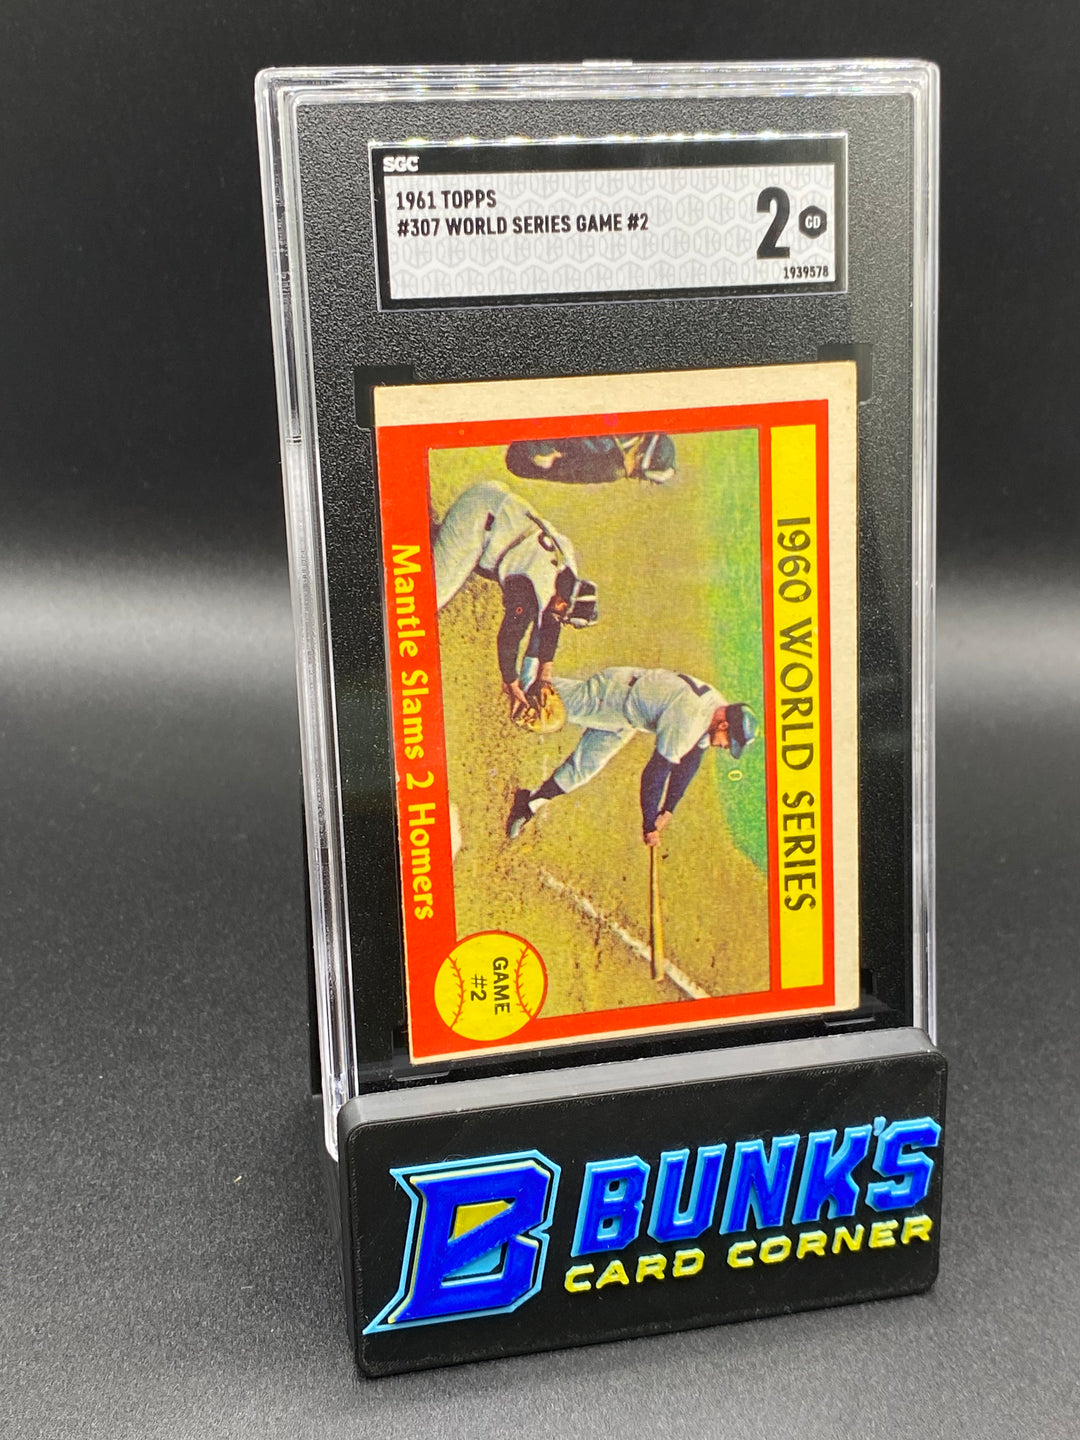 SGC
1961 TOPPS
#307 WORLD SERIES GAME #2
2 GD
1939578
1960 WORLD SERIES
Mantle Slams 2 Homers
GAME
#2
B BUNK'S
CARD CORNER